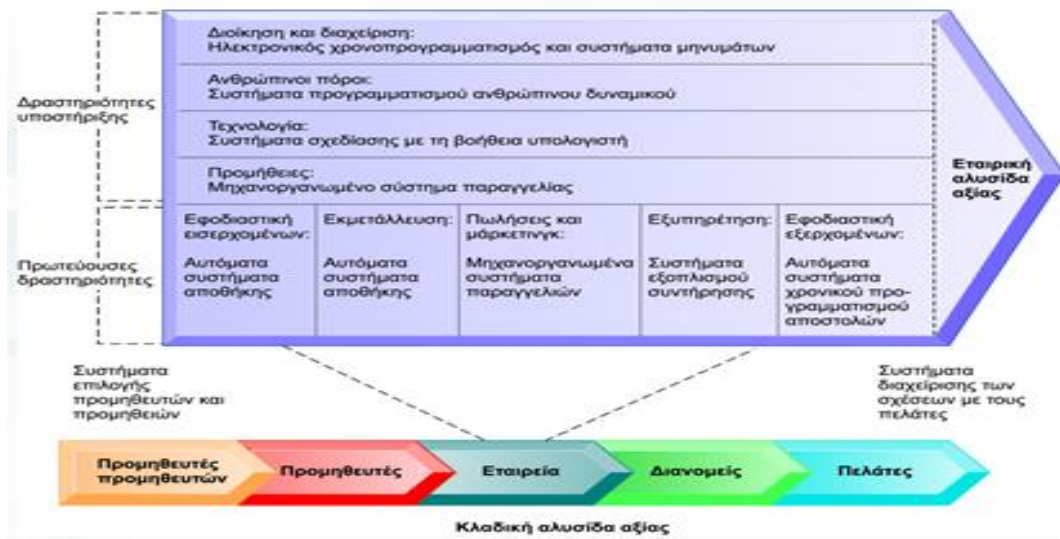 Διοίκηση και διαχείριση:
Ηλεκτρονικός χρονοπρογραμματισμός και συστήματα μηνυμάτων
Ανθρώπινοι πόροι:
Συστήματα προγραμματισμού ανθρώπινου δυναμικού
Δραστηριότητες
υποστήριξης
Τεχνολογία:
Συστήματα σχεδίασης με τη βοήθεια υπολογιστή
Προμήθειες:
Μηχανοργανωμένο σύστημα παραγγελίας
Εταιρική
αλυσίδα
αξίας
Πρωτεύουσες
δραστηριότητες
Εφοδιαστική
εισερχομένων:
Αυτόματα
συστήματα
αποθήκης
Εκμετάλλευση:
Αυτόματα
συστήματα
αποθήκης
Πωλήσεις και
μάρκετινγκ:
Μηχανοργανωμένα
συστήματα
παραγγελιών
Εξυπηρέτηση:
Συστήματα
εξοπλισμού
συντήρησης
Εφοδιαστική
εξερχομένων:
Αυτόματα
συστήματα
χρονικού προ-
γραμματισμού
αποστολών
Συστήματα
επιλογής
προμηθευτών και
προμηθειών
Συστήματα
διαχείρισης των
σχέσεων με τους
πελάτες
Προμηθευτές
προμηθευτών
Προμηθευτές
Εταιρεία
Διανομείς
Πελάτες
Κλαδική αλυσίδα αξίας